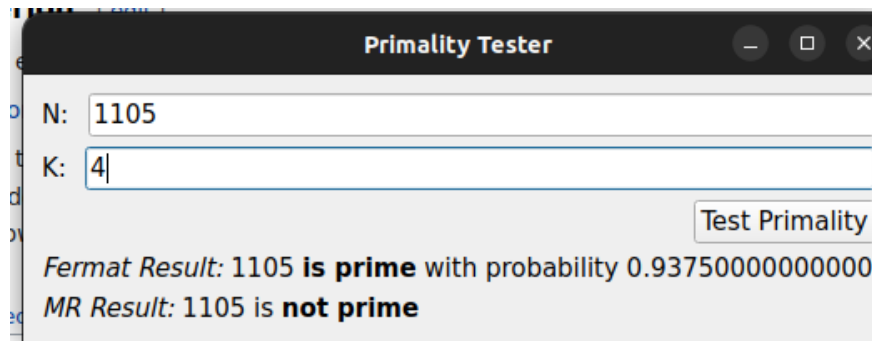 Primality Tester
N: 1105
K: 4
Test Primality
Fermat Result: 1105 is prime with probability 0.93750000000000
MR Result: 1105 is not prime